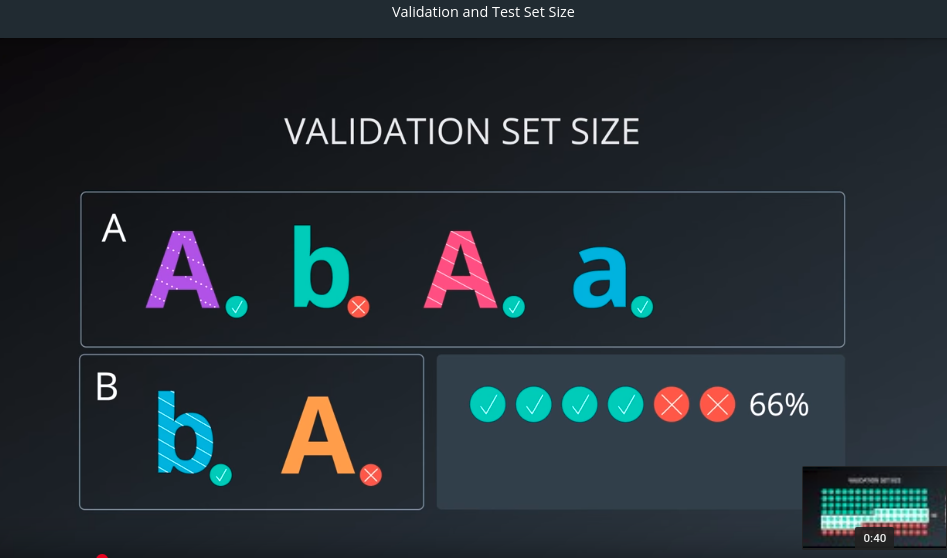 Validation and Test Set Size
VALIDATION SET SIZE
A
A b A a
B
b A
66%
VALIDATION SET SIZE
0:40